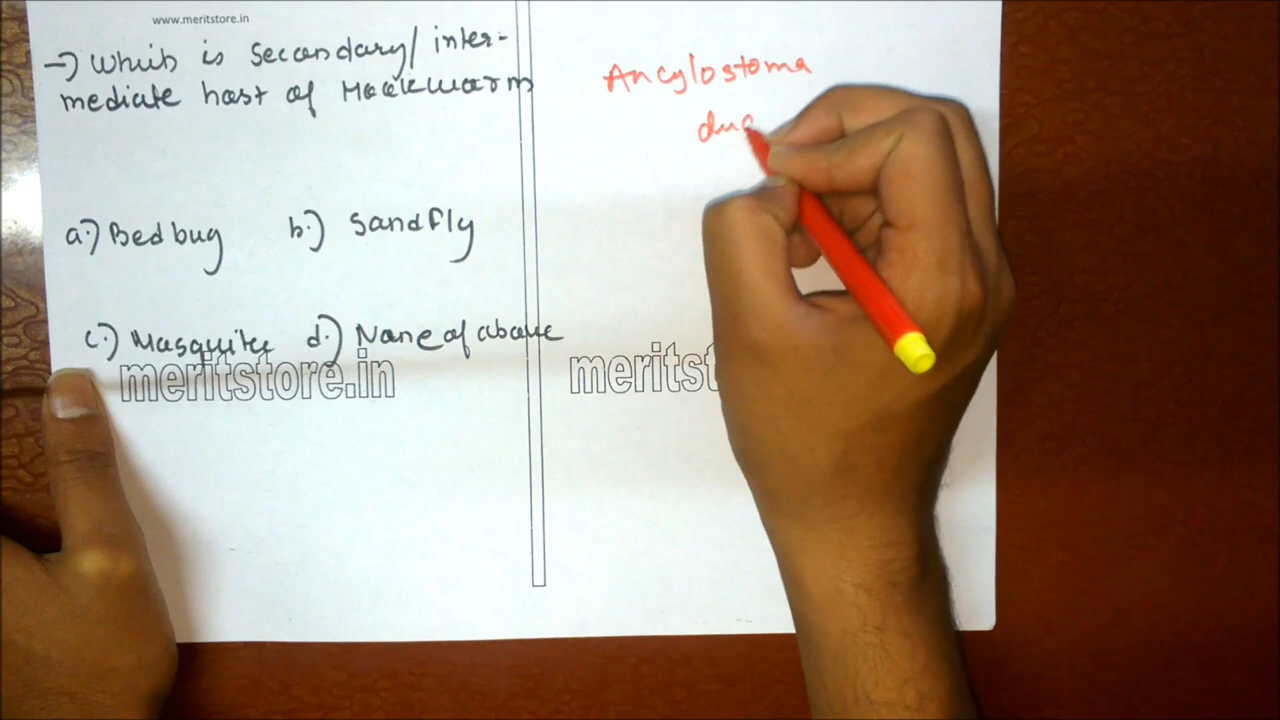 www.meritstore.in
→ Which is Secondary/inter-
mediate host of Hookworm
a.) Bed bug b.) Sandfly
c.) Mosquito d.) None of above
meritstore.in
Ancylostoma
duo
meritst